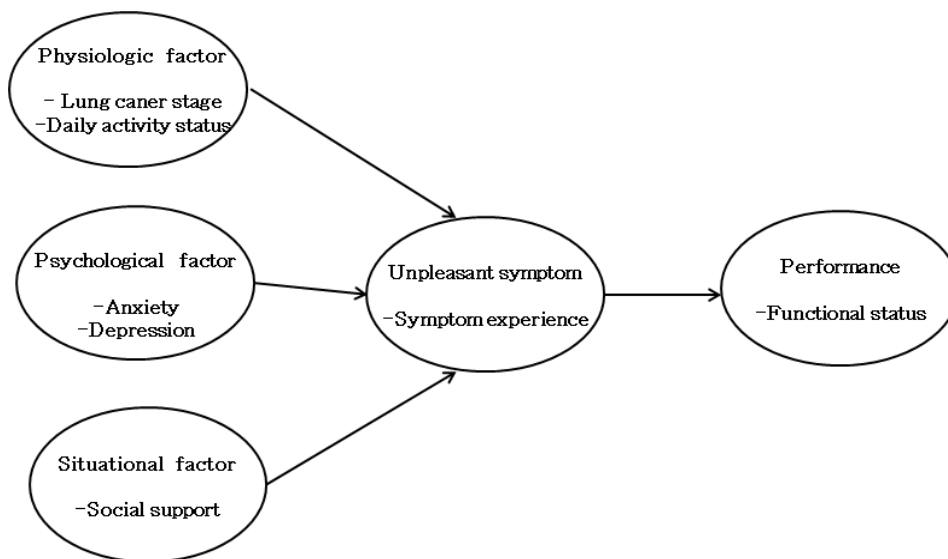 Physiologic factor
- Lung caner stage
-Daily activity status
Psychological factor
-Anxiety
-Depression
Situational factor
-Social support
Unpleasant symptom
-Symptom experience
Performance
-Functional status